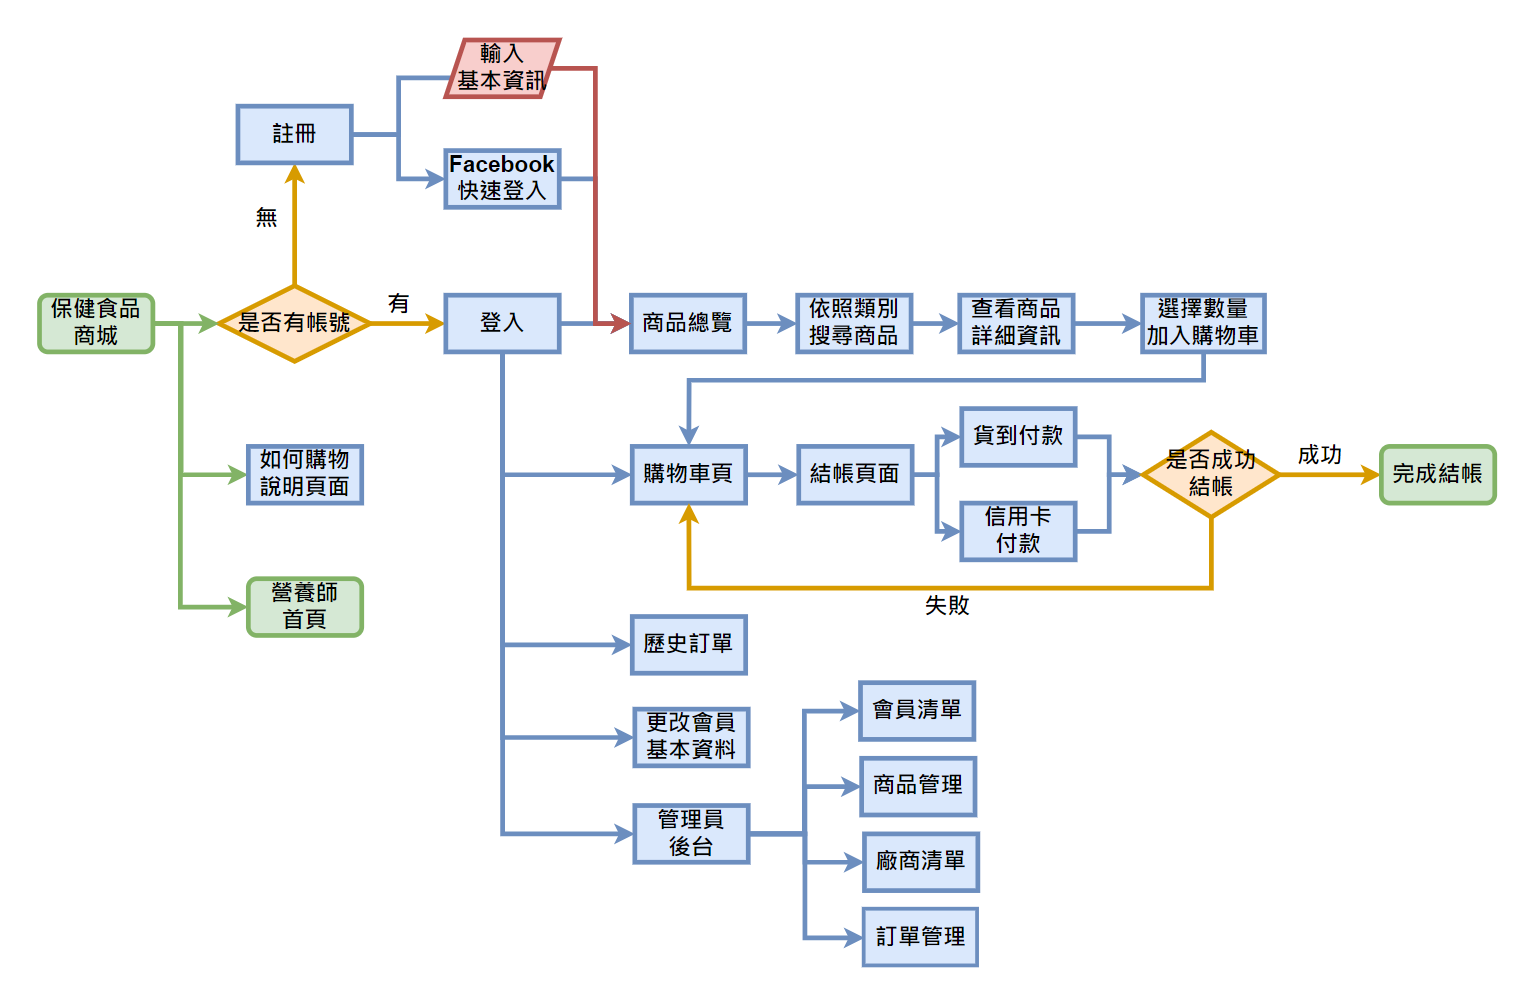 輸入
基本資訊
註冊
Facebook
快速登入
無
保健食品
商城
是否有帳號
有
登入
商品總覽
依照類別
搜尋商品
查看商品
詳細資訊
選擇數量
加入購物車
如何購物
說明頁面
購物車頁
結帳頁面
貨到付款
信用卡
付款
是否成功
結帳
成功
完成結帳
失敗
營養師
首頁
歷史訂單
更改會員
基本資料
管理員
後台
會員清單
商品管理
廠商清單
訂單管理